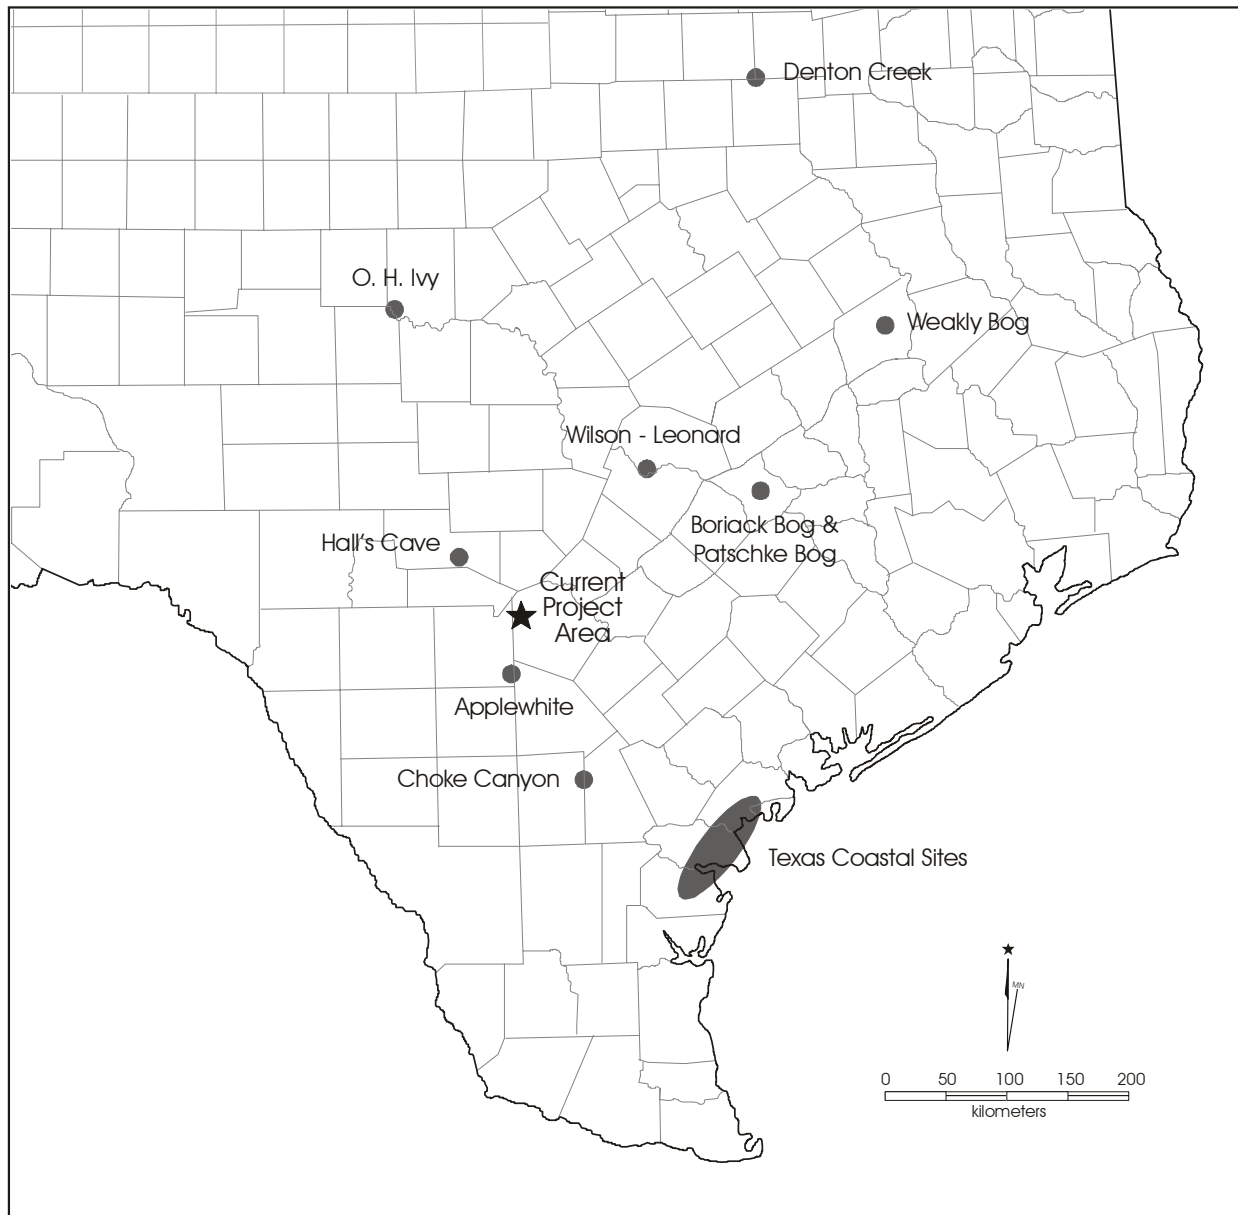 Denton Creek
O. H. Ivy
Weakly Bog
Wilson - Leonard
Boriack Bog &
Patschke Bog
Hall's Cave
Current
Project
Area
Applewhite
Choke Canyon
Texas Coastal Sites
MN
0 50 100 150 200
kilometers